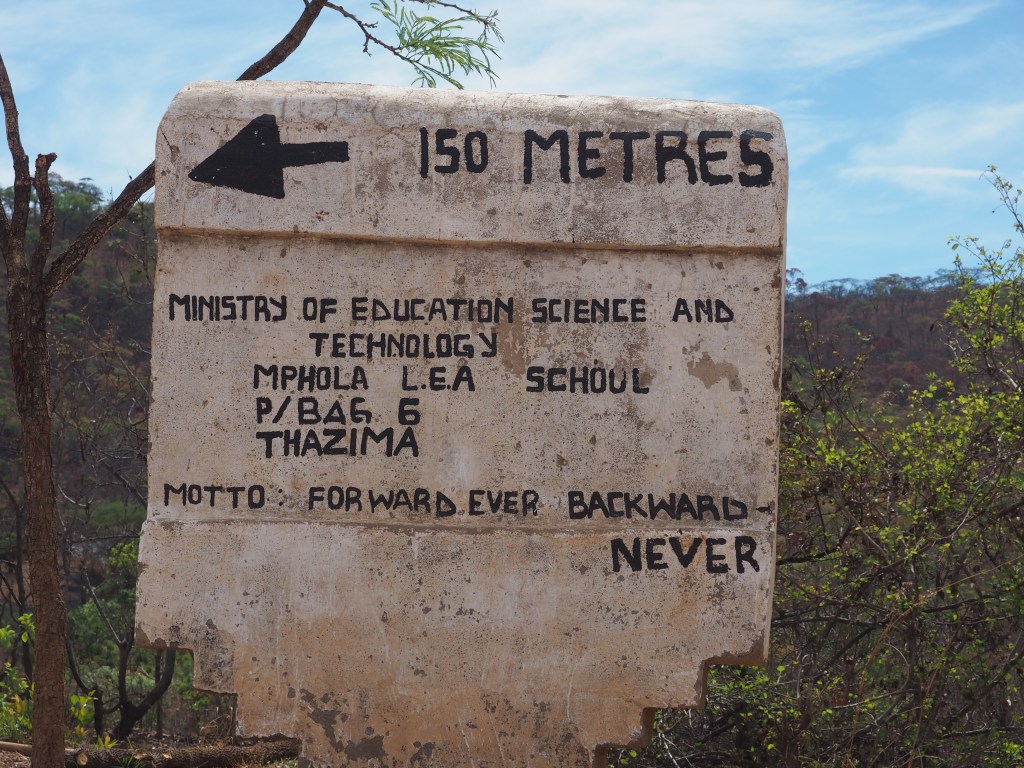 150 METRES
MINISTRY OF EDUCATION SCIENCE AND
TECHNOLOGY
MPHOLA L.E.A SCHOUL
P/BAG 6
THAZIMA
MOTTO: FORWARD EVER BACKWARD-
NEVER